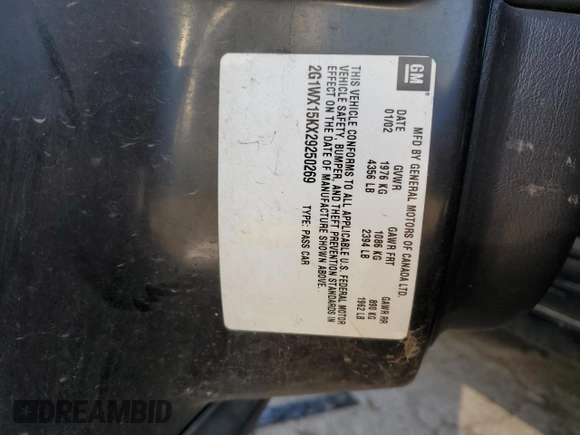 GM
MFD BY GENERAL MOTORS OF CANADA LTD.
DATE GVWR GAWR FRT GAWR RR
01/02 1976 KG 1086 KG 890 KG
4356 LB 2394 LB 1962 LB
THIS VEHICLE CONFORMS TO ALL APPLICABLE U.S. FEDERAL MOTOR
VEHICLE SAFETY, BUMPER, AND THEFT PREVENTION STANDARDS IN
EFFECT ON THE DATE OF MANUFACTURE SHOWN ABOVE.
2G1WX15KX29250269 TYPE: PASS CAR
DREAMBID